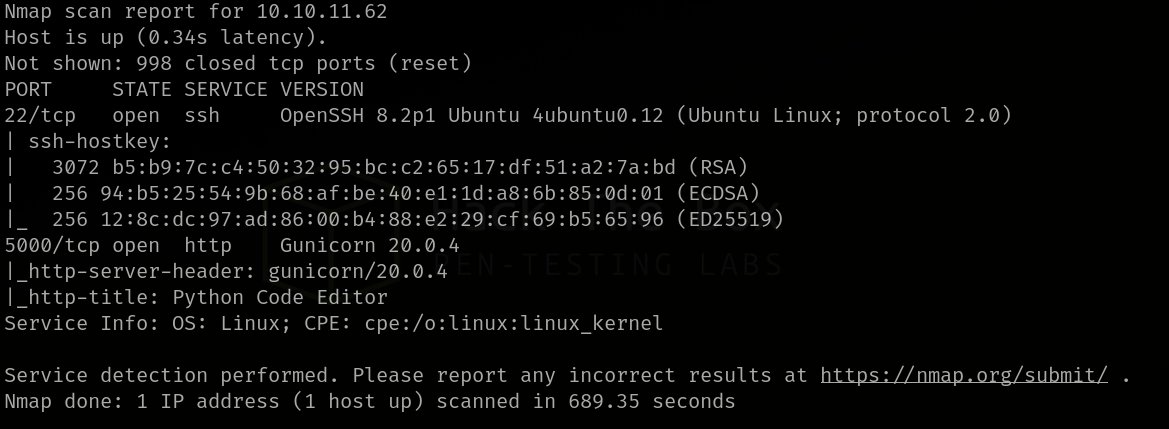 Nmap scan report for 10.10.11.62
Host is up (0.34s latency).
Not shown: 998 closed tcp ports (reset)
PORT     STATE SERVICE VERSION
22/tcp   open  ssh     OpenSSH 8.2p1 Ubuntu 4ubuntu0.12 (Ubuntu Linux; protocol 2.0)
| ssh-hostkey:
|   3072 b5:b9:7c:c4:50:32:95:bc:c2:65:17:df:51:a2:7a:bd (RSA)
|   256 94:b5:25:54:9b:68:af:be:40:e1:1d:a8:6b:85:0d:01 (ECDSA)
|_  256 12:8c:dc:97:ad:86:00:b4:88:e2:29:cf:69:b5:65:96 (ED25519)
Hack The Box
5000/tcp open  http    Gunicorn 20.0.4
PEN-TESTING LABS
|_http-server-header: gunicorn/20.0.4
|_http-title: Python Code Editor
Service Info: OS: Linux; CPE: cpe:/o:linux:linux_kernel
Service detection performed. Please report any incorrect results at https://nmap.org/submit/ .
Nmap done: 1 IP address (1 host up) scanned in 689.35 seconds